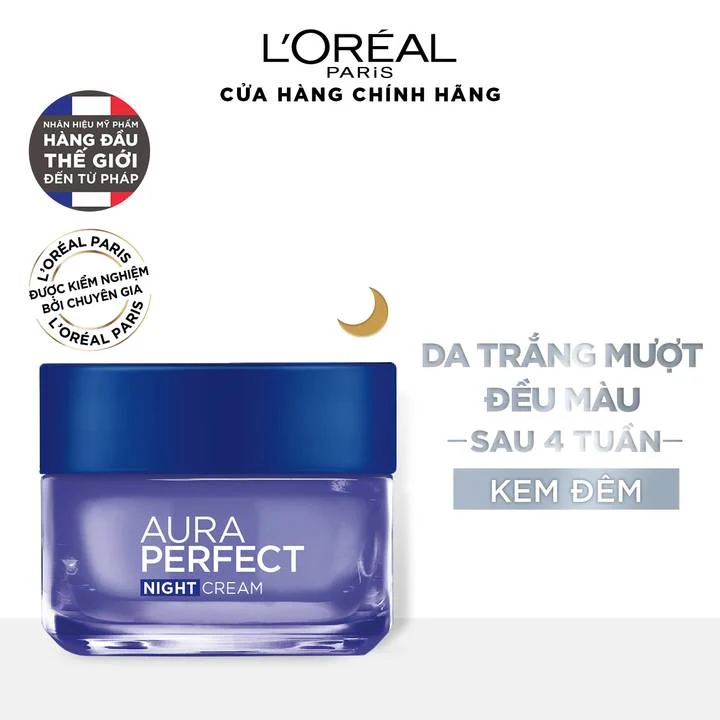 L'ORÉAL
PARiS
CỬA HÀNG CHÍNH HÃNG
NHÃN HIỆU MỸ PHẨM
HÀNG ĐẦU
THẾ GIỚI
ĐẾN TỪ PHÁP
L'ORÉAL PARIS
ĐƯỢC KIỂM NGHIỆM
BỞI CHUYÊN GIA
L'ORÉAL PARIS
DA TRẮNG MƯỢT
ĐỀU MÀU
SAU 4 TUẦN
KEM ĐÊM
AURA
PERFECT
NIGHT CREAM